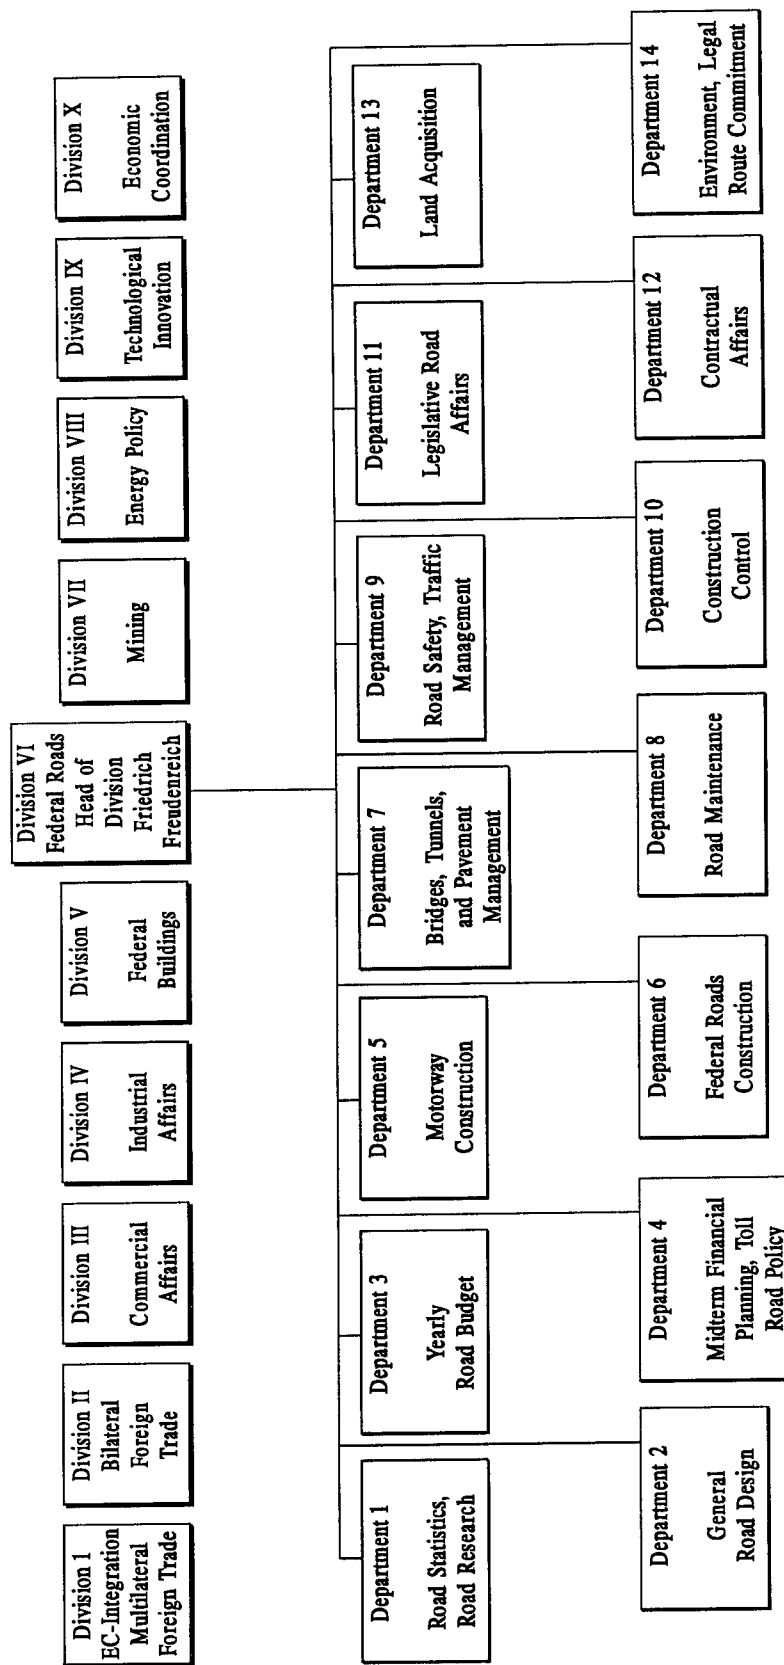 Division 1
EC-Integration
Multilateral
Foreign Trade
Division II
Bilateral
Foreign
Trade
Division III
Commercial
Affairs
Division IV
Industrial
Affairs
Division V
Federal
Buildings
Division VI
Federal Roads
Head of
Division
Friedrich
Freudenreich
Division VII
Mining
Division VIII
Energy Policy
Division IX
Technological
Innovation
Division X
Economic
Coordination
Department 1
Road Statistics,
Road Research
Department 3
Yearly
Road Budget
Department 5
Motorway
Construction
Department 7
Bridges, Tunnels,
and Pavement
Management
Department 9
Road Safety, Traffic
Management
Department 11
Legislative Road
Affairs
Department 13
Land Acquisition
Department 2
General
Road Design
Department 4
Midterm Financial
Planning, Toll
Road Policy
Department 6
Federal Roads
Construction
Department 8
Road Maintenance
Department 10
Construction
Control
Department 12
Contractual
Affairs
Department 14
Environment, Legal
Route Commitment